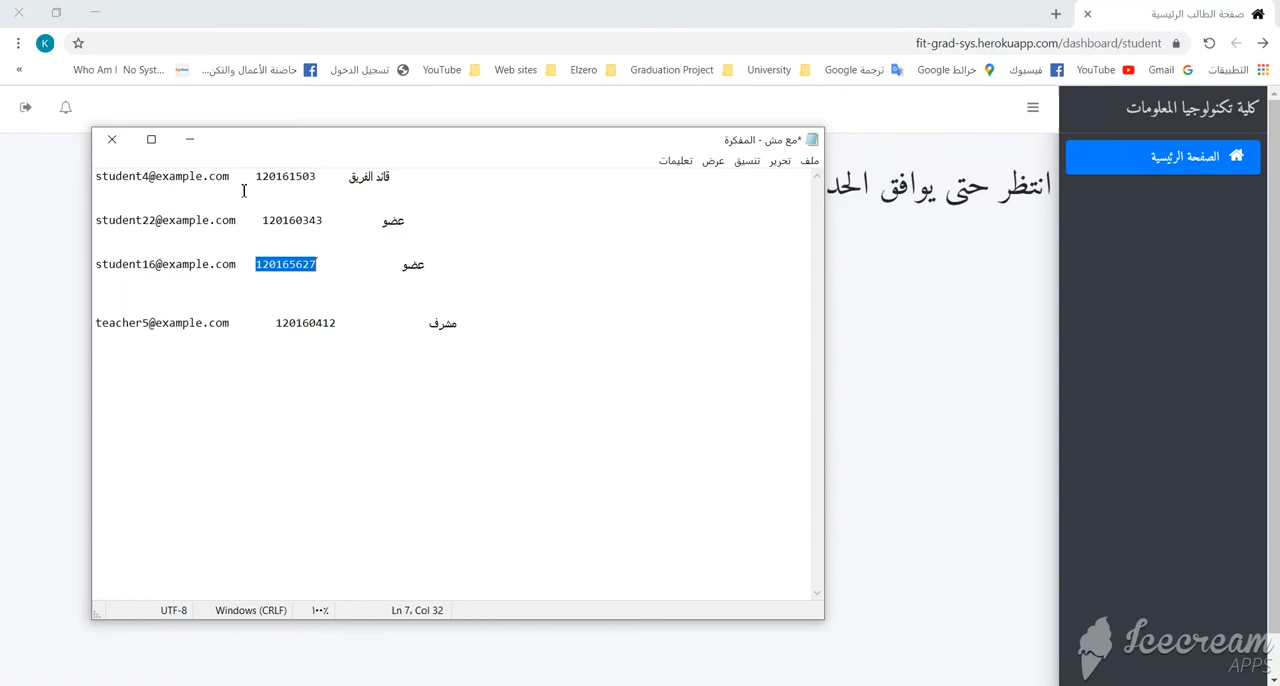 صفحة الطالب الرئيسية
fit-grad-sys.herokuapp.com/dashboard/student
K
التطبيقات
Gmail
YouTube
فيسبوك
خرائط Google
ترجمة Google
University
Graduation Project
Elzero
Web sites
YouTube
تسجيل الدخول
حاضنة الأعمال والتكن...
Who Am I No Syst...
كلية تكنولوجيا المعلومات
الصفحة الرئيسية
انتظر حتى يوافق الحد
*مع مش - المفكرة
ملف تحرير تنسيق عرض تعليمات
student4@example.com 120161503 قائد الفريق
student22@example.com 120160343 عضو
student16@example.com 120165627 عضو
teacher5@example.com 120160412 مشرف
UTF-8 Windows (CRLF) ١٠٠٪ Ln 7، Col 32
Icecream
APPS